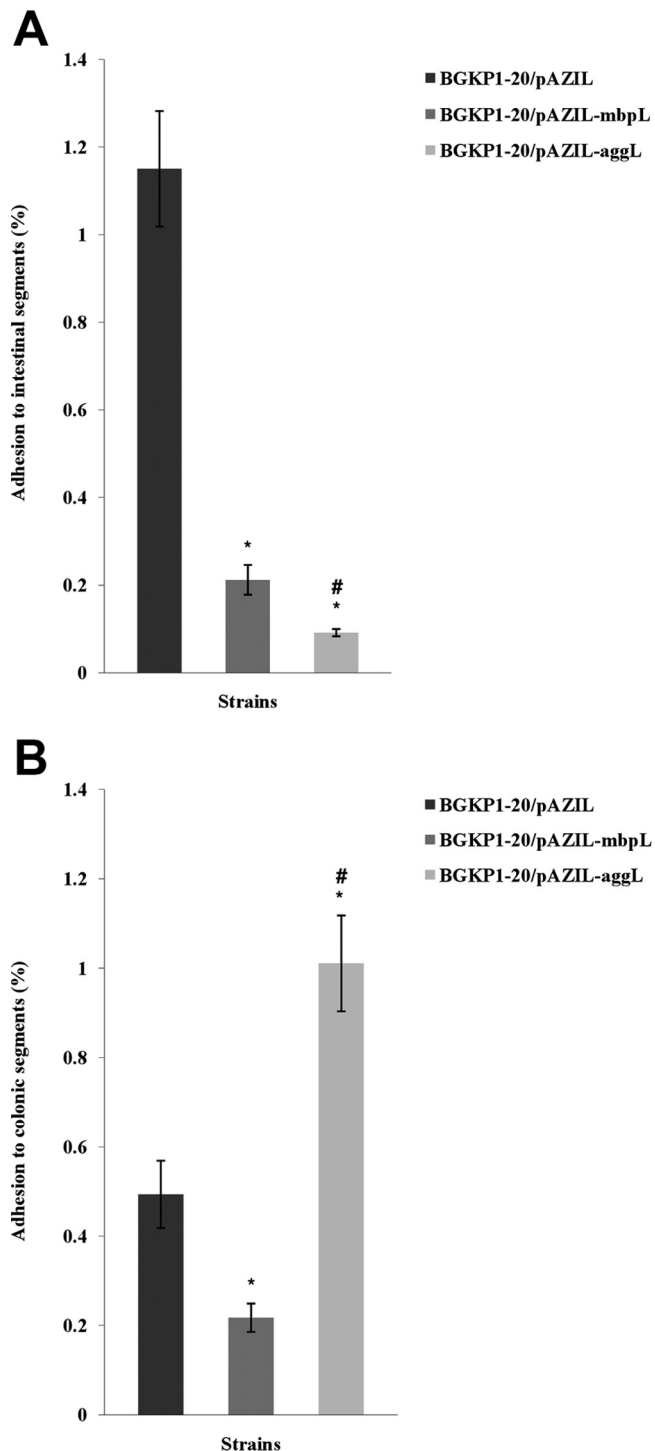 A
1.4
1.2
1
0.8
0.6
0.4
0.2
0
Adhesion to intestinal segments (%)
*
#
*
Strains
BGKP1-20/pAZIL
BGKP1-20/pAZIL-mbpL
BGKP1-20/pAZIL-aggL
B
1.4
1.2
1
0.8
0.6
0.4
0.2
0
Adhesion to colonic segments (%)
*
#
*
Strains
BGKP1-20/pAZIL
BGKP1-20/pAZIL-mbpL
BGKP1-20/pAZIL-aggL